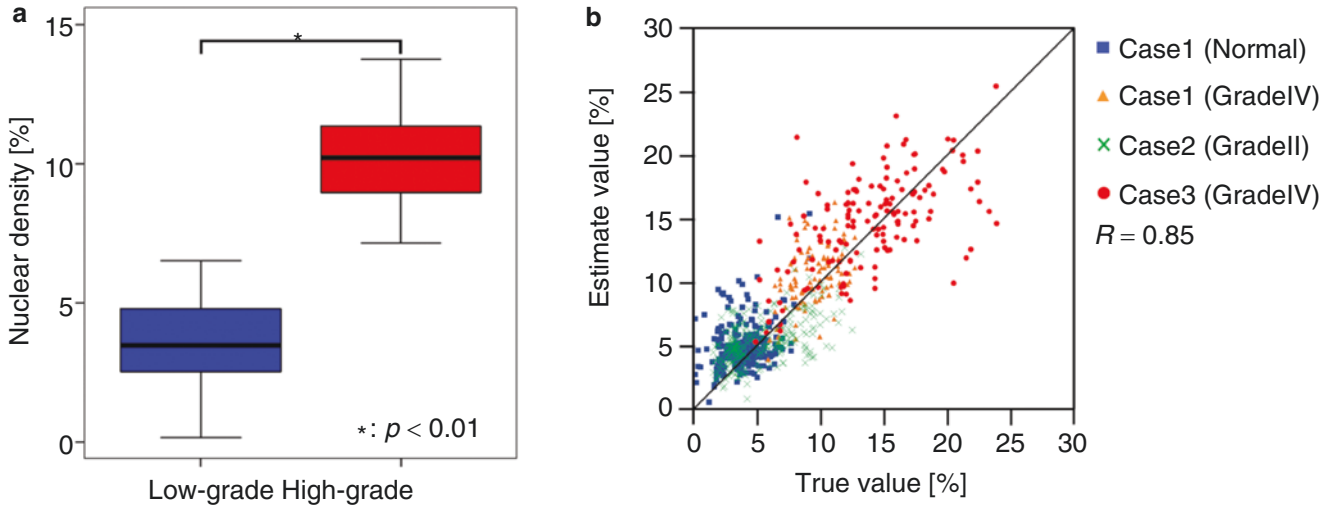 a
Nuclear density [%]
15
10
5
0
*
*: p < 0.01
Low-grade High-grade
b
Estimate value [%]
30
25
20
15
10
5
0
0 5 10 15 20 25 30
True value [%]
Case1 (Normal)
Case1 (GradeIV)
Case2 (GradeII)
Case3 (GradeIV)
R = 0.85